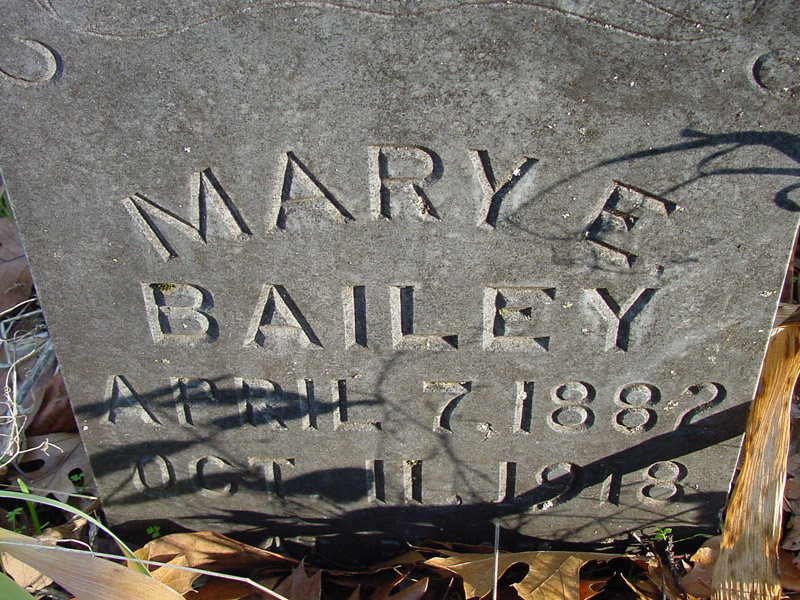 MARY E
BAILEY
APRIL 7, 1882
OCT. 11, 1918